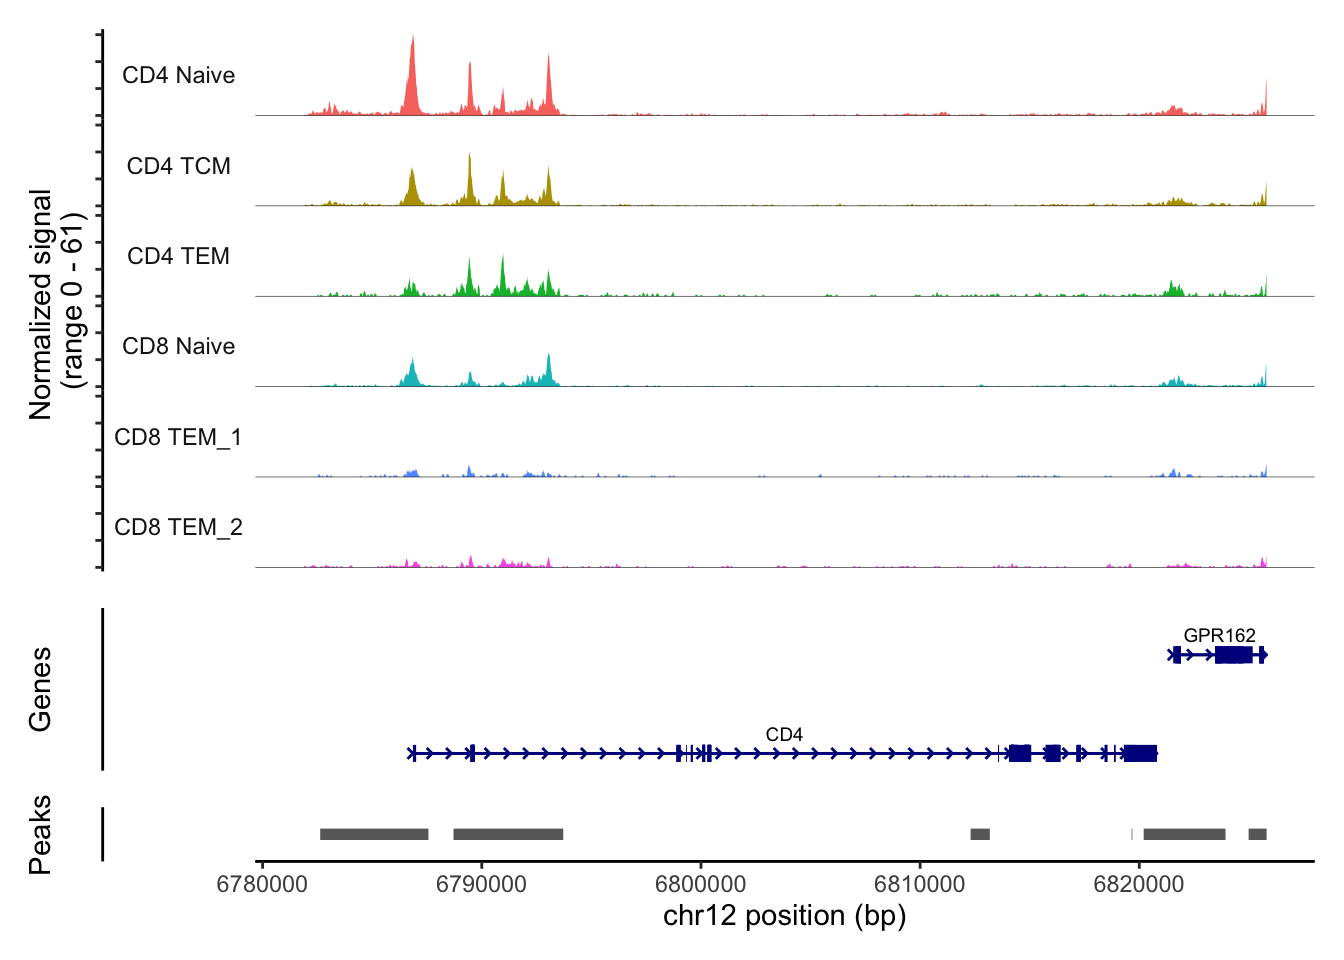 Normalized signal
(range 0 - 61)
CD4 Naive
CD4 TCM
CD4 TEM
CD8 Naive
CD8 TEM_1
CD8 TEM_2
Genes
GPR162
CD4
Peaks
6780000 6790000 6800000 6810000 6820000
chr12 position (bp)